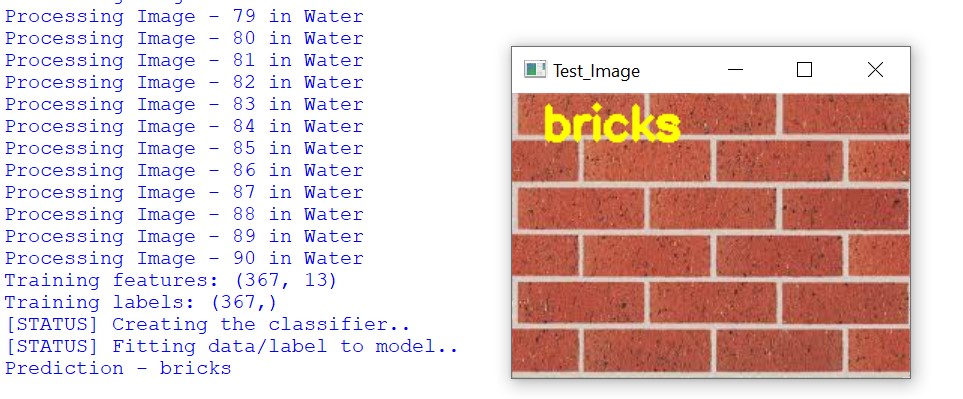 Processing Image - 79 in Water
Processing Image - 80 in Water
Processing Image - 81 in Water
Processing Image - 82 in Water
Processing Image - 83 in Water
Processing Image - 84 in Water
Processing Image - 85 in Water
Processing Image - 86 in Water
Processing Image - 87 in Water
Processing Image - 88 in Water
Processing Image - 89 in Water
Processing Image - 90 in Water
Training features: (367, 13)
Training labels: (367,)
[STATUS] Creating the classifier..
[STATUS] Fitting data/label to model..
Prediction - bricks
Test_Image
bricks